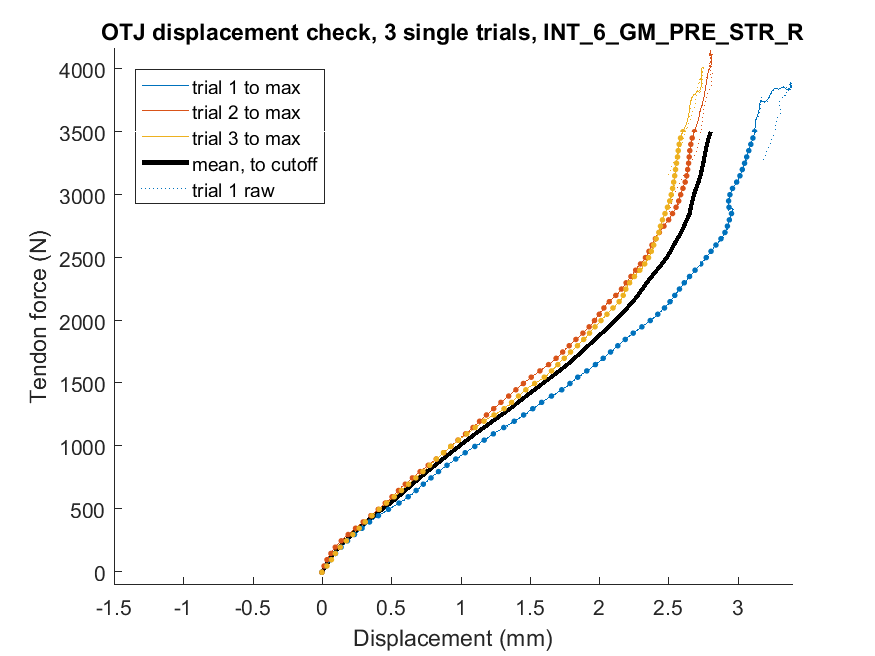 OTJ displacement check, 3 single trials, INT_6_GM_PRE_STR_R
trial 1 to max
trial 2 to max
trial 3 to max
mean, to cutoff
trial 1 raw
Tendon force (N)
4000
3500
3000
2500
2000
1500
1000
500
0
-1.5 -1 -0.5 0 0.5 1 1.5 2 2.5 3
Displacement (mm)